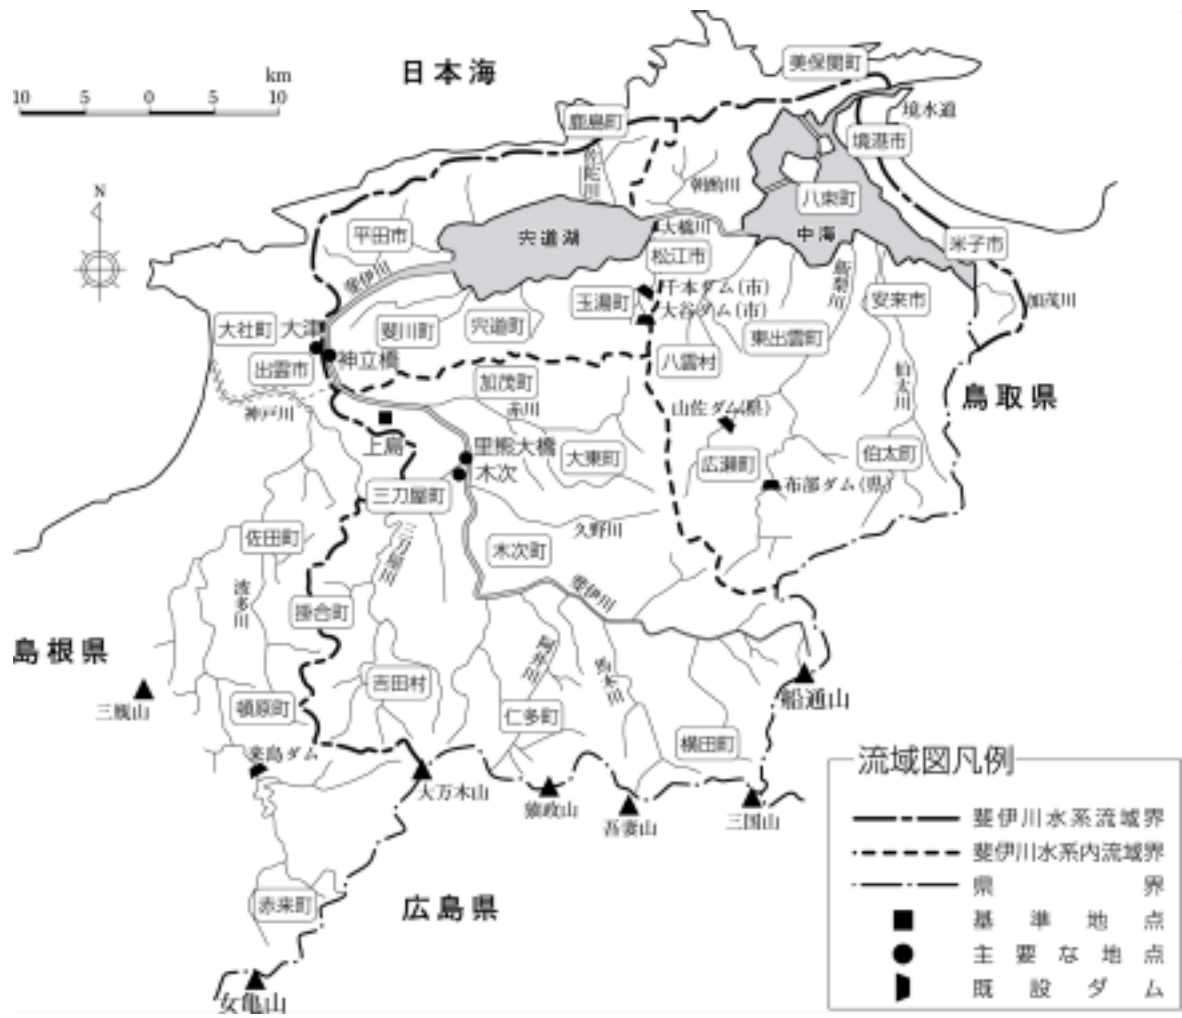 日本海
km
10 5 0 5 10
美保関町
境水道
鹿島町
境港市
朝酌川
N
八束町
平田市
宍道湖
大橋川
中海
米子市
松江市
斐伊川
飯梨川
玉湯町
千本ダム(市)
安来市
加茂川
大谷ダム(市)
大社町
大津
斐川町
宍道町
東出雲町
神立橋
出雲市
八雲村
加茂町
伯太川
鳥取県
神戸川
赤川
山佐ダム(県)
上島
里熊大橋
大東町
広瀬町
伯太町
木次
三刀屋町
布部ダム(県)
佐田町
久野川
三刀屋川
木次町
波多川
掛合町
斐伊川
島根県
阿井川
馬木川
吉田村
船通山
三瓶山
頓原町
仁多町
横田町
来島ダム
大万木山
猿政山
吾妻山
三国山
赤来町
広島県
女亀山
流域図凡例
斐伊川水系流域界
斐伊川水系内流域界
県界
基準地点
主要な地点
既設ダム